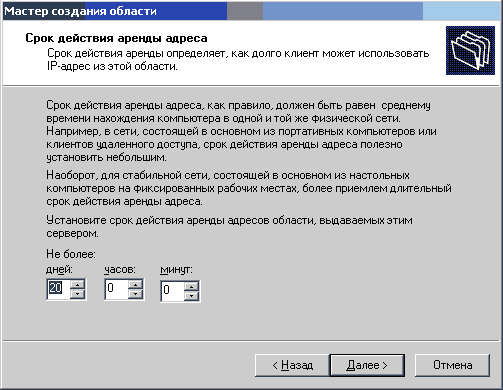 Мастер создания области
Срок действия аренды адреса
Срок действия аренды определяет, как долго клиент может использовать
IP-адрес из этой области.
Срок действия аренды адреса, как правило, должен быть равен среднему
времени нахождения компьютера в одной и той же физической сети.
Например, в сети, состоящей в основном из портативных компьютеров или
клиентов удаленного доступа, срок действия аренды адреса полезно
установить небольшим.
Наоборот, для стабильной сети, состоящей в основном из настольных
компьютеров на фиксированных рабочих местах, более приемлем длительный
срок действия аренды адреса.
Установите срок действия аренды адресов области, выдаваемых этим
сервером.
Не более:
дней: часов: минут:
20 0 0
< Назад Далее > Отмена